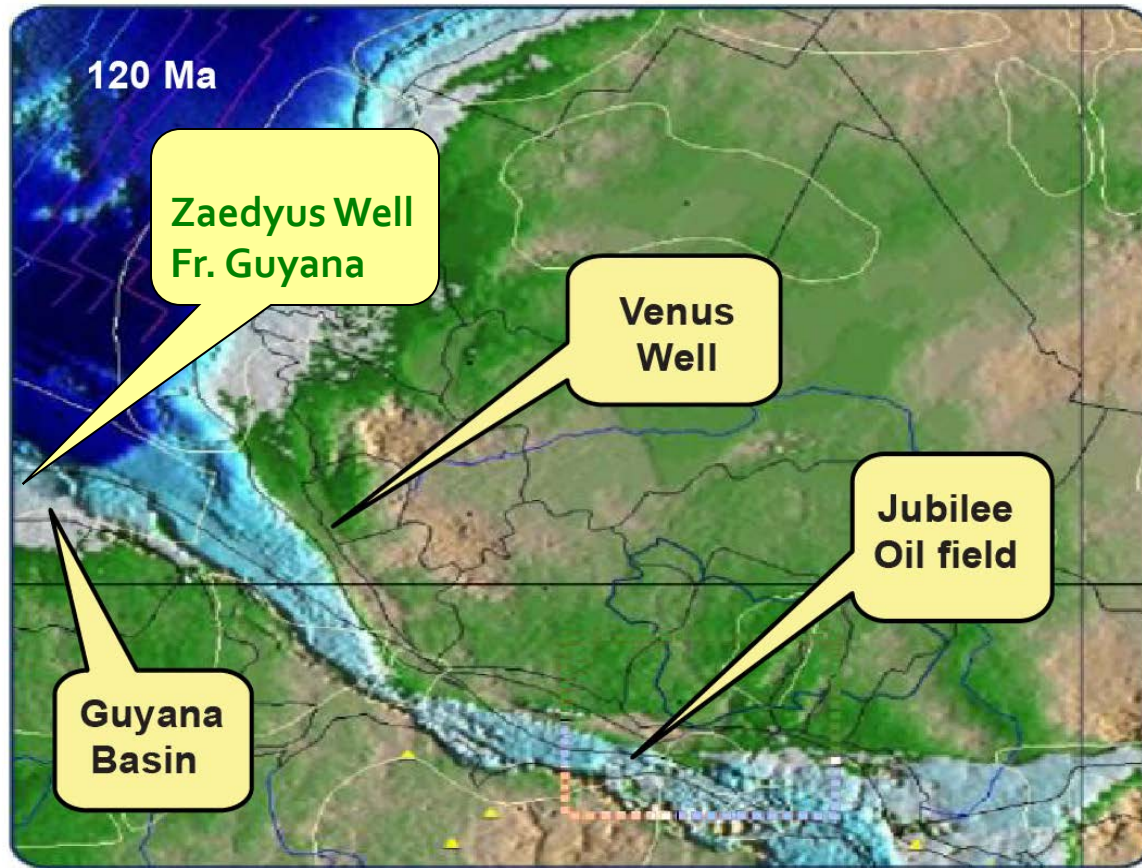 120 Ma
Zaedyus Well
Fr. Guyana
Venus
Well
Jubilee
Oil field
Guyana
Basin